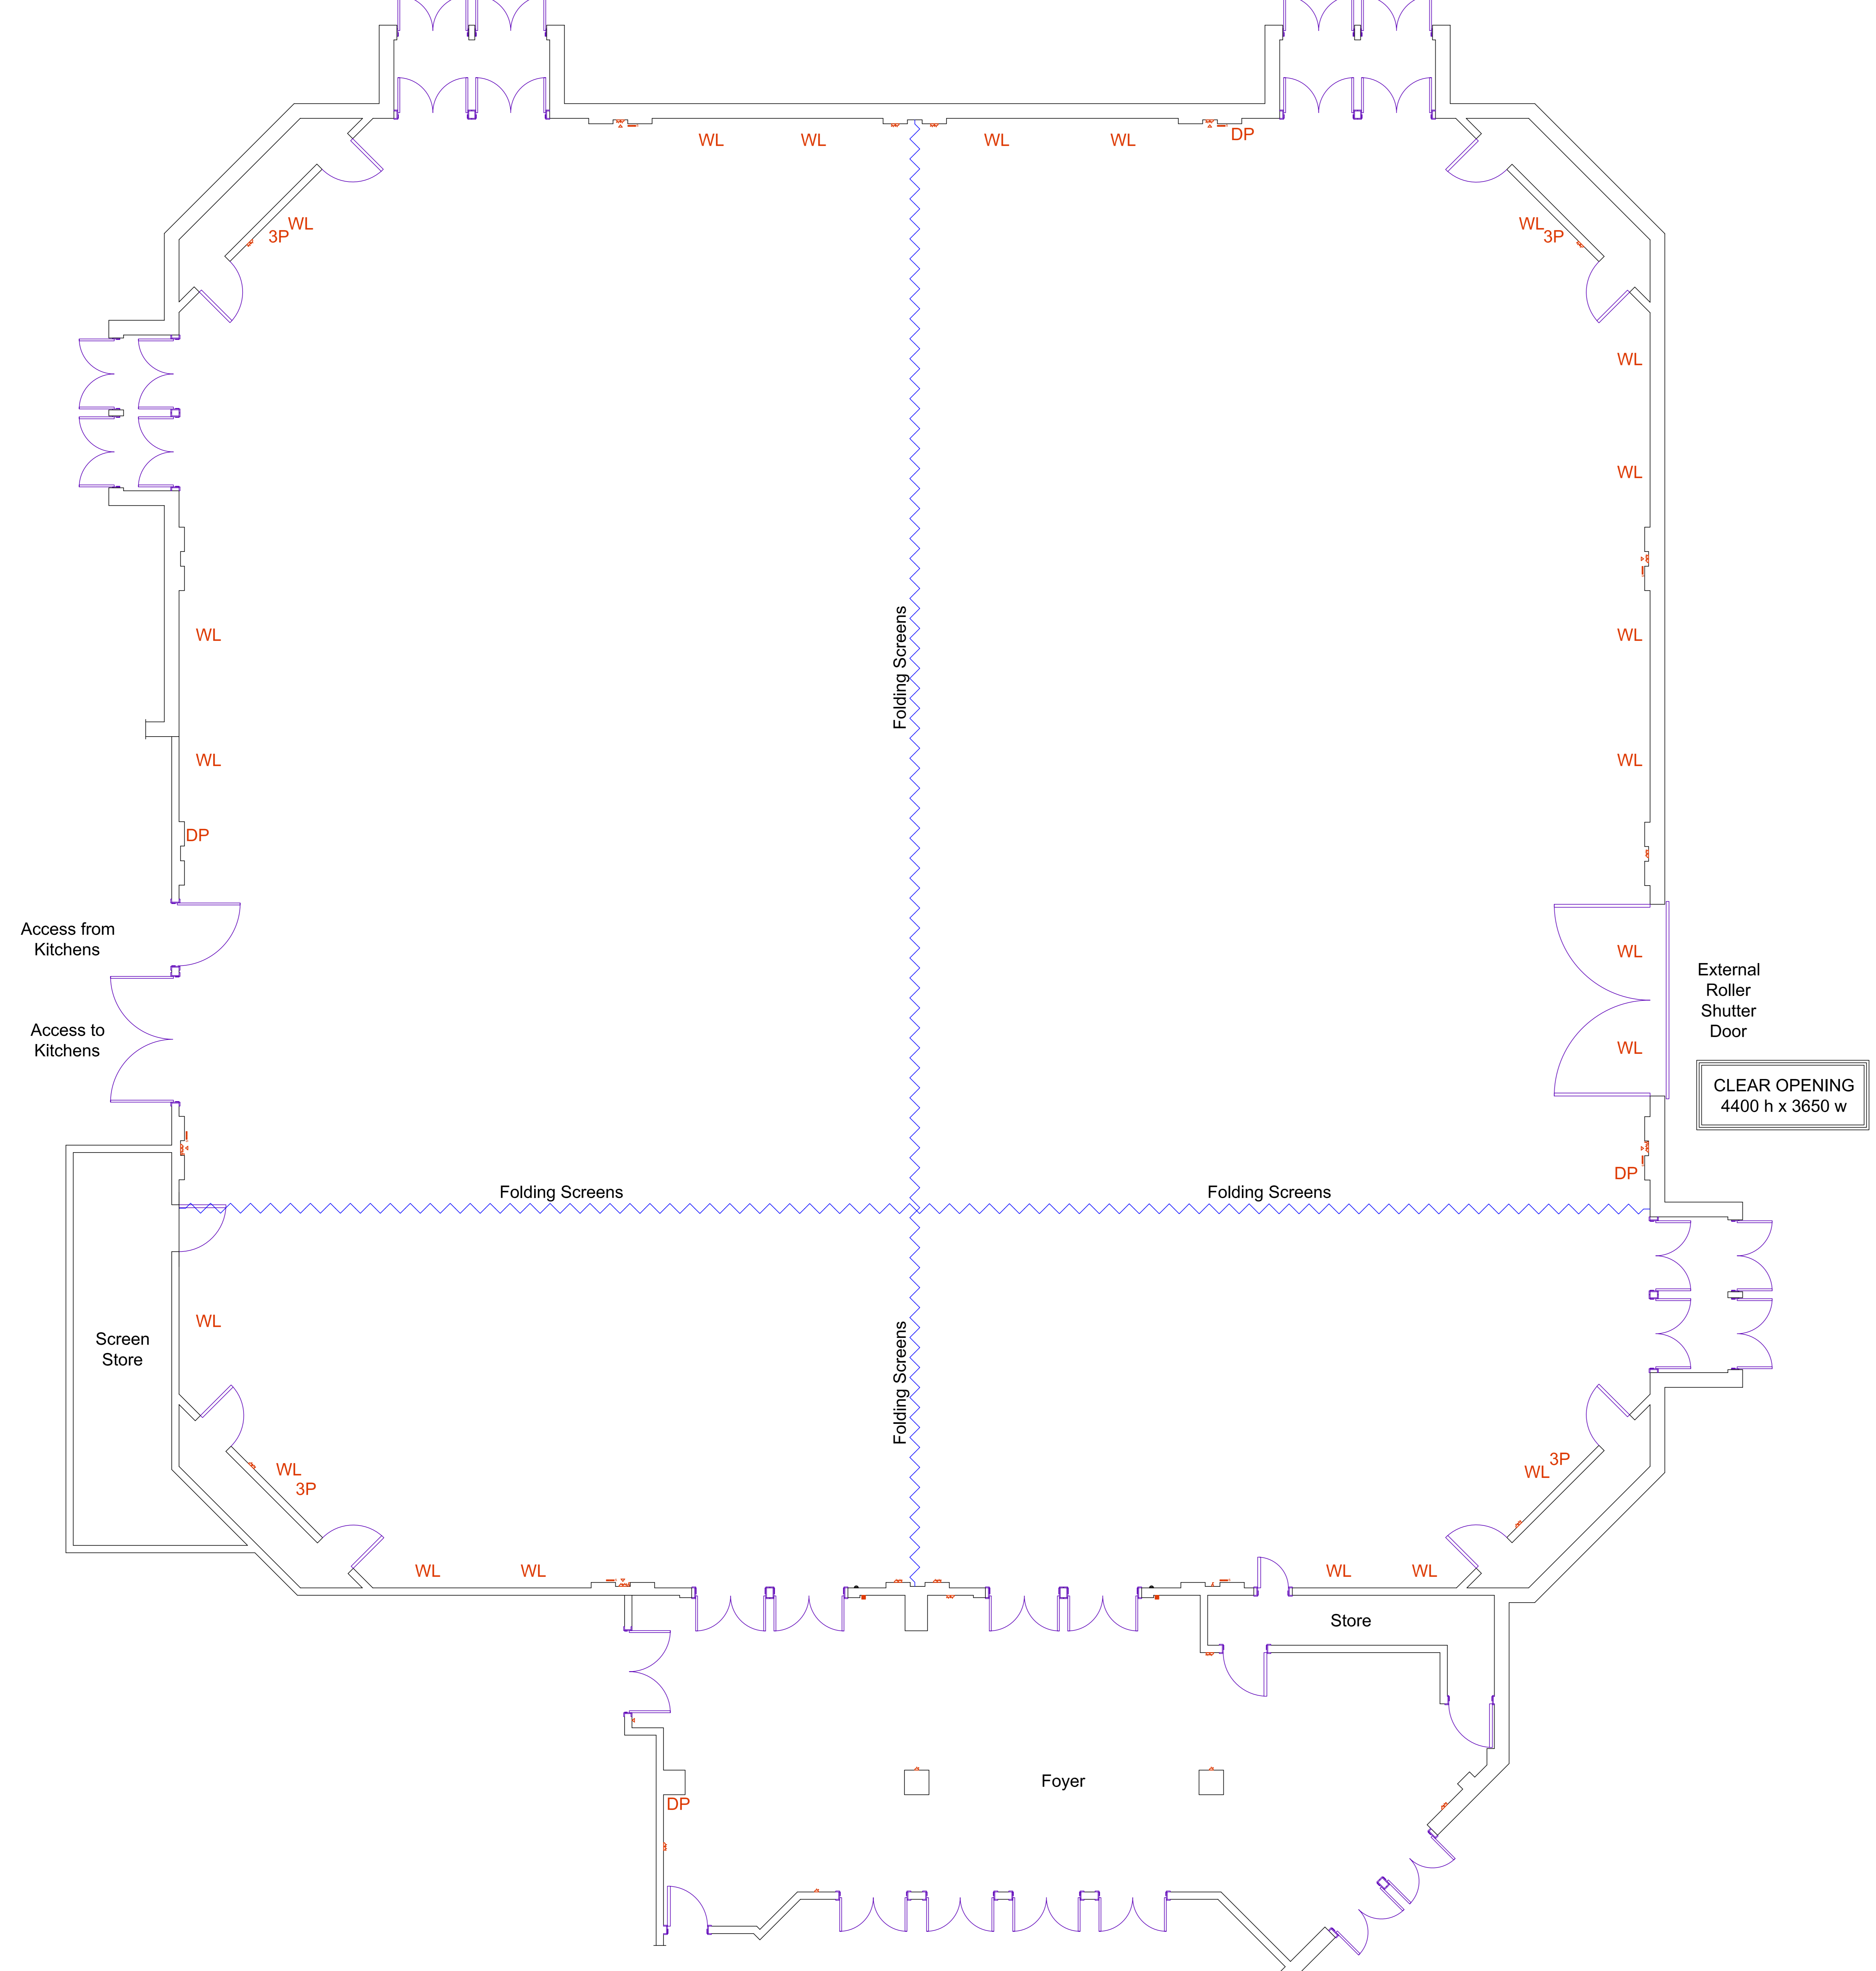 WL
WL
WL
WL
DP
WL
3P
WL
3P
WL
WL
Folding Screens
WL
WL
WL
WL
DP
Access from
Kitchens
WL
External
Roller
Shutter
Door
Access to
Kitchens
WL
CLEAR OPENING
4400 h x 3650 w
DP
Folding Screens
Folding Screens
WL
Screen
Store
Folding Screens
WL
3P
3P
WL
WL
WL
WL
WL
Store
Foyer
DP